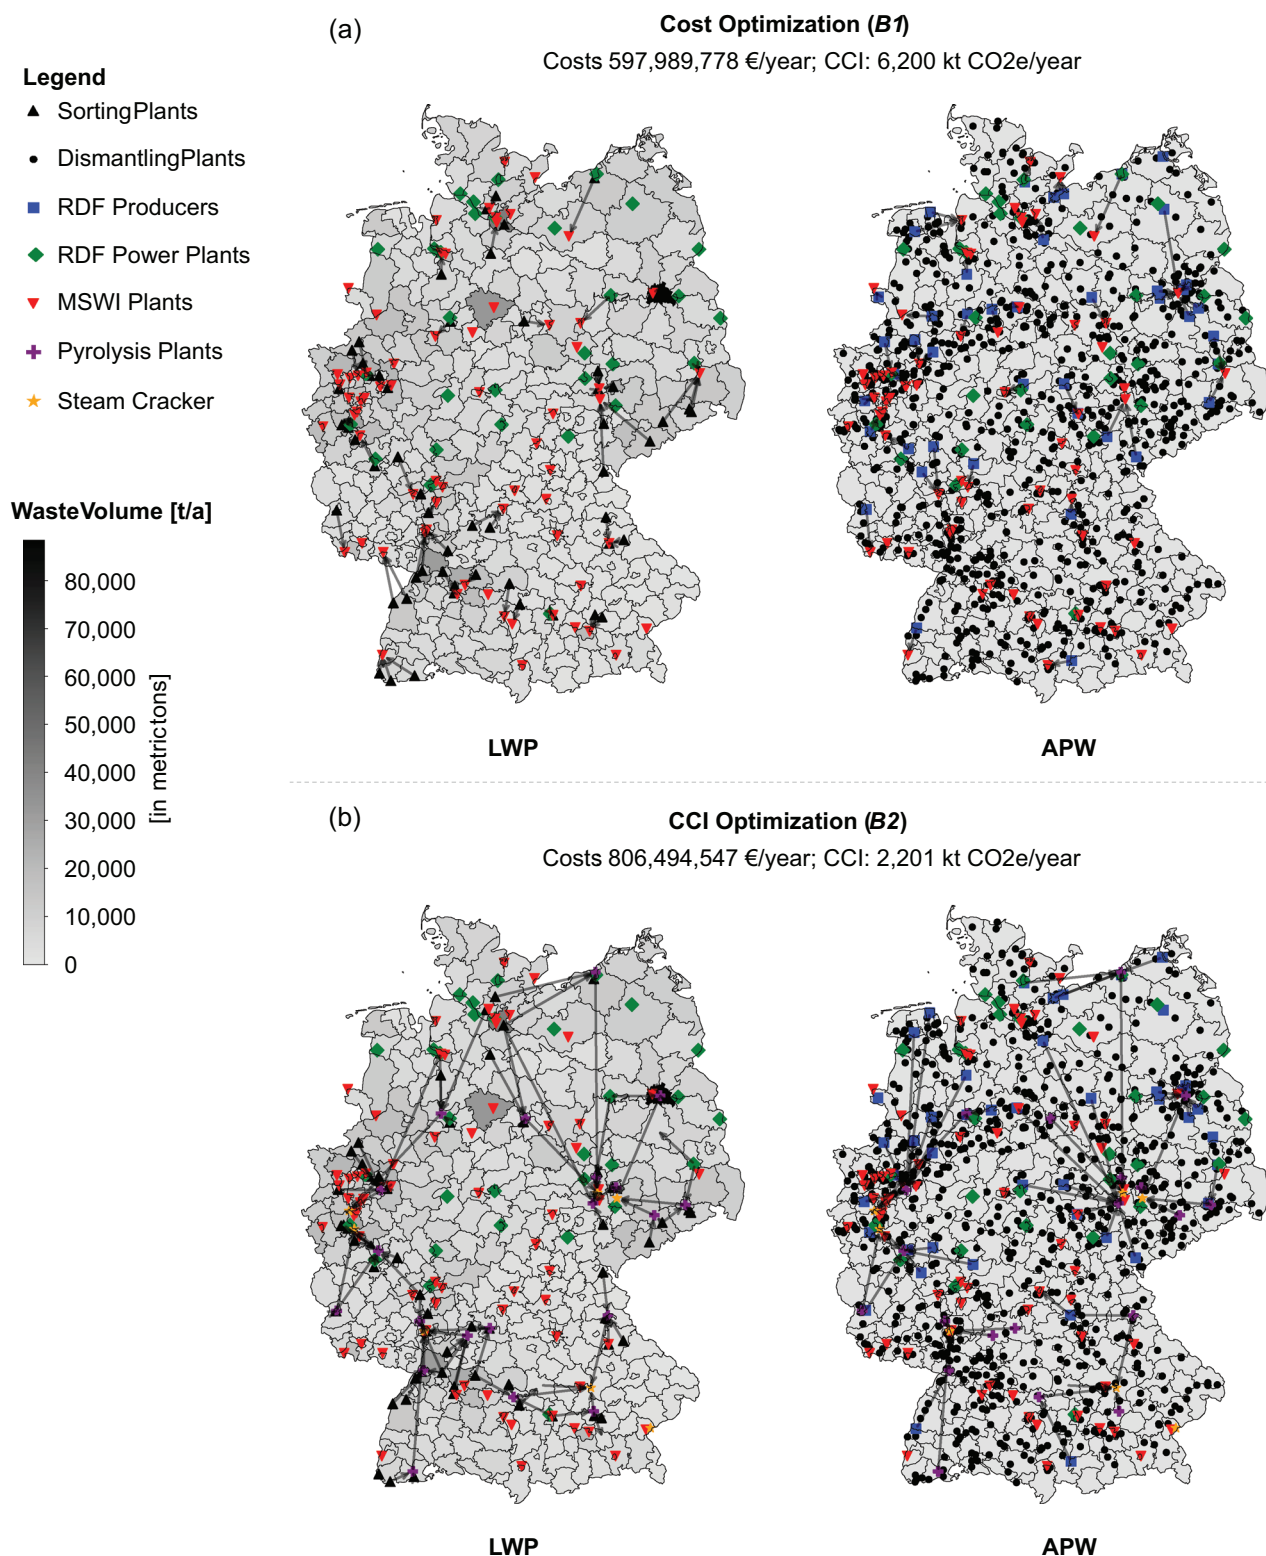 (a)
Cost Optimization (B1)
Costs 597,989,778 €/year; CCI: 6,200 kt CO2e/year
Legend
SortingPlants
DismantlingPlants
RDF Producers
RDF Power Plants
MSWI Plants
Pyrolysis Plants
Steam Cracker
WasteVolume [t/a]
80,000
70,000
60,000
50,000
40,000
30,000
20,000
10,000
0
[in metrictons]
LWP
APW
(b)
CCI Optimization (B2)
Costs 806,494,547 €/year; CCI: 2,201 kt CO2e/year
LWP
APW